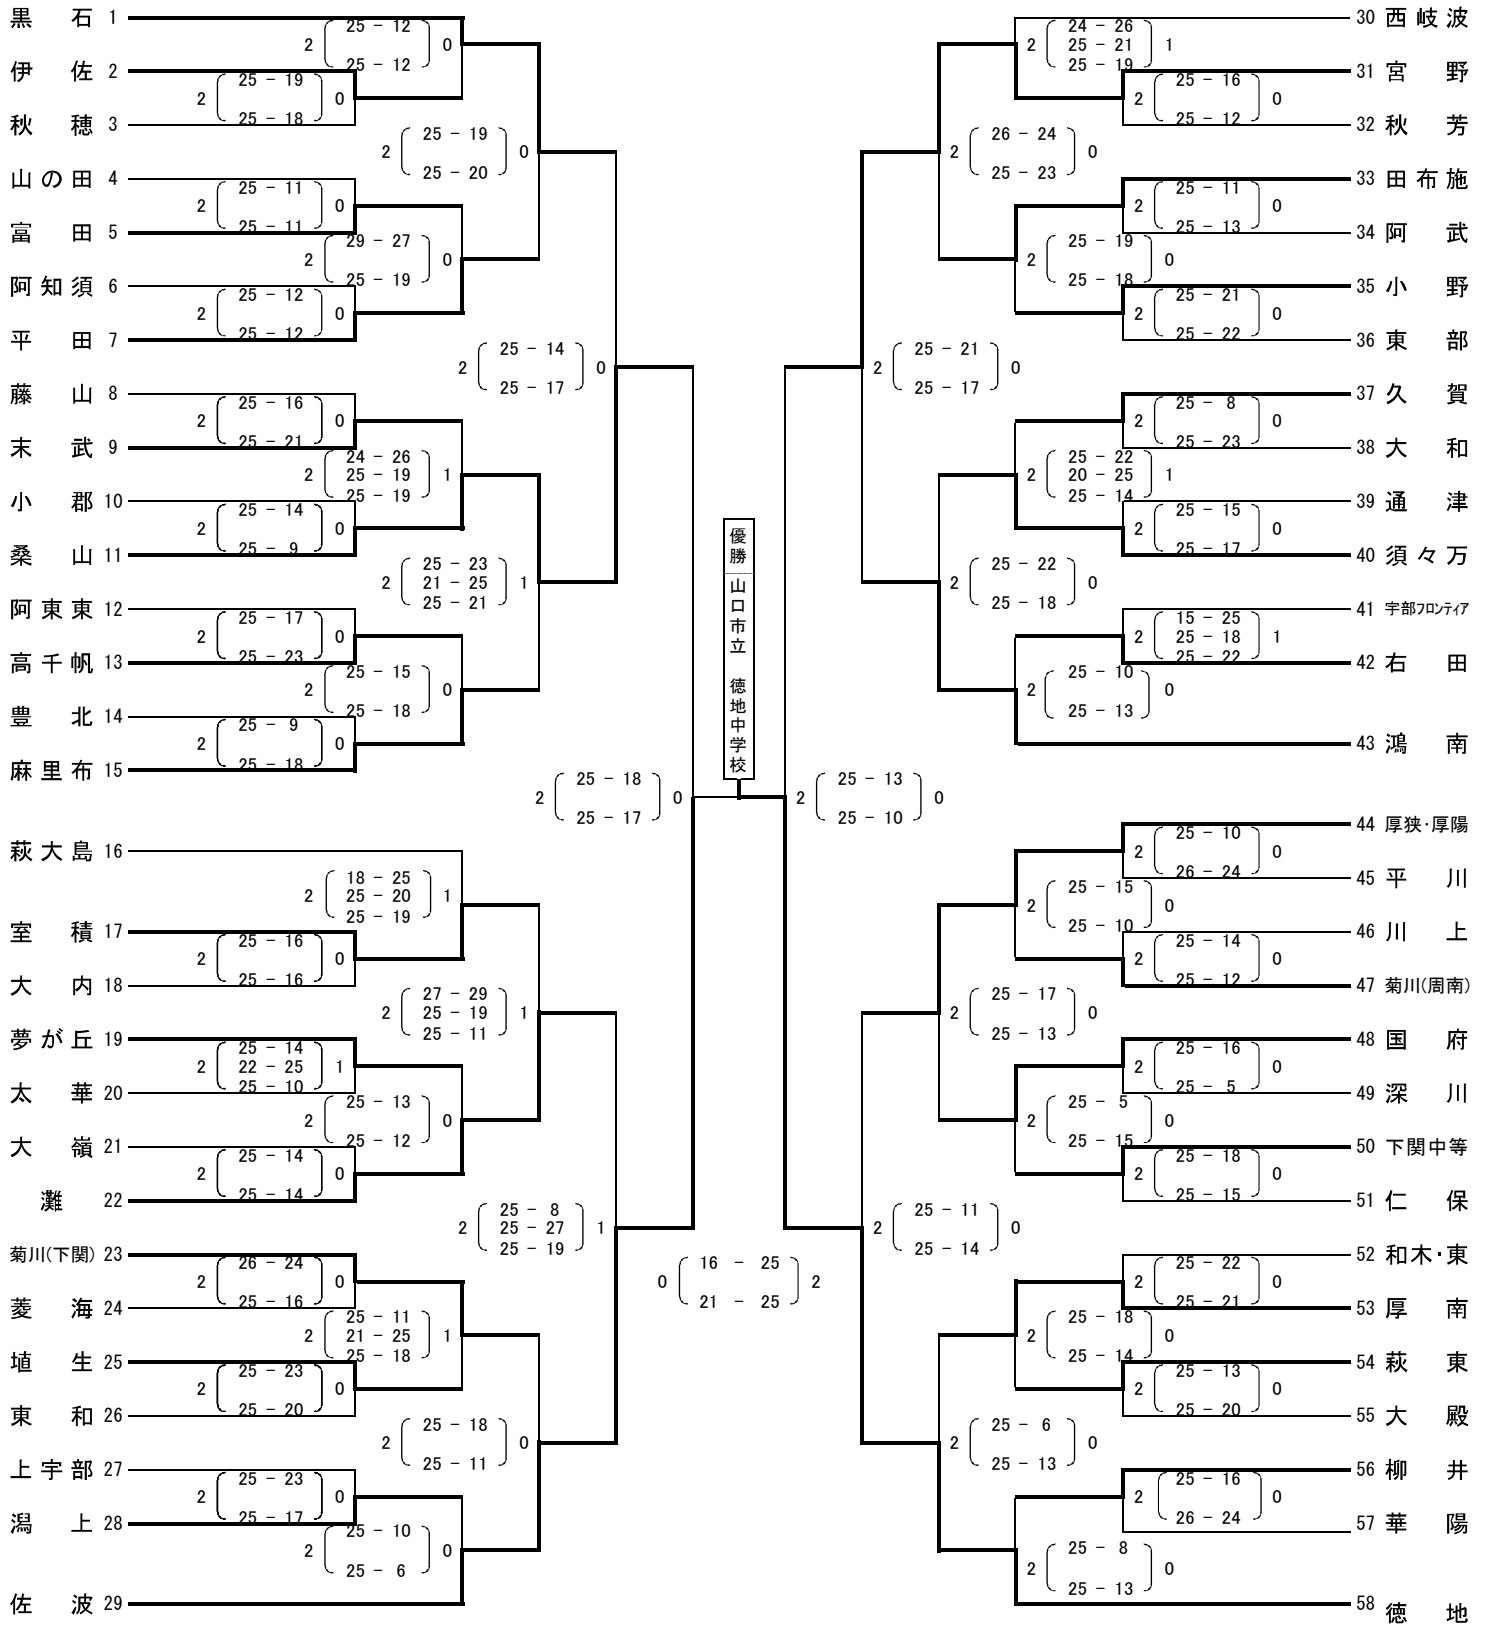 黒石 1
伊佐 2
秋穂 3
山の田 4
富田 5
阿知須 6
平田 7
藤山 8
末武 9
小郡 10
桑山 11
阿東東 12
高千帆 13
豊北 14
麻里布 15
萩大島 16
室積 17
大内 18
夢が丘 19
太華 20
大嶺 21
灘 22
菊川(下関) 23
菱海 24
埴生 25
東和 26
上宇部 27
潟上 28
佐波 29
2 25 - 19 0
25 - 18
2 25 - 11 0
25 - 11
2 25 - 12 0
25 - 12
2 25 - 16 0
25 - 21
2 25 - 14 0
25 - 9
2 25 - 17 0
25 - 23
2 25 - 9 0
25 - 18
2 25 - 16 0
25 - 16
2 25 - 14 1
22 - 25
25 - 10
2 25 - 14 0
25 - 14
2 26 - 24 0
25 - 16
2 25 - 23 0
25 - 20
2 25 - 23 0
25 - 17
2 25 - 12 0
25 - 12
2 29 - 27 0
25 - 19
2 24 - 26 1
25 - 19
25 - 19
2 25 - 15 0
25 - 18
2 18 - 25 1
25 - 20
25 - 19
2 25 - 13 0
25 - 12
2 25 - 11 1
21 - 25
25 - 18
2 25 - 10 0
25 - 6
2 25 - 19 0
25 - 20
2 25 - 23 1
21 - 25
25 - 21
2 27 - 29 1
25 - 19
25 - 11
2 25 - 18 0
25 - 11
2 25 - 14 0
25 - 17
2 25 - 8 1
25 - 27
25 - 19
2 25 - 18 0
25 - 17
優勝
山口市立 徳地中学校
0 16 - 25 2
21 - 25
2 25 - 13 0
25 - 10
2 25 - 21 0
25 - 17
2 25 - 11 0
25 - 14
2 26 - 24 0
25 - 23
2 25 - 22 0
25 - 18
2 25 - 17 0
25 - 13
2 25 - 6 0
25 - 13
2 24 - 26 1
25 - 21
25 - 19
2 25 - 19 0
25 - 18
2 25 - 22 1
20 - 25
25 - 14
2 25 - 10 0
25 - 13
2 25 - 15 0
25 - 10
2 25 - 5 0
25 - 15
2 25 - 18 0
25 - 14
2 25 - 8 0
25 - 13
2 25 - 16 0
25 - 12
2 25 - 11 0
25 - 13
2 25 - 21 0
25 - 22
2 25 - 8 0
25 - 23
2 25 - 15 0
25 - 17
2 15 - 25 1
25 - 18
25 - 22
2 25 - 10 0
26 - 24
2 25 - 14 0
25 - 12
2 25 - 16 0
25 - 5
2 25 - 18 0
25 - 15
2 25 - 22 0
25 - 21
2 25 - 13 0
25 - 20
2 25 - 16 0
26 - 24
30 西岐波
31 宮野
32 秋芳
33 田布施
34 阿武
35 小野
36 東部
37 久賀
38 大和
39 通津
40 須々万
41 宇部フロンティア
42 右田
43 鴻南
44 厚狭・厚陽
45 平川
46 川上
47 菊川(周南)
48 国府
49 深川
50 下関中等
51 仁保
52 和木・東
53 厚南
54 萩東
55 大殿
56 柳井
57 華陽
58 徳地